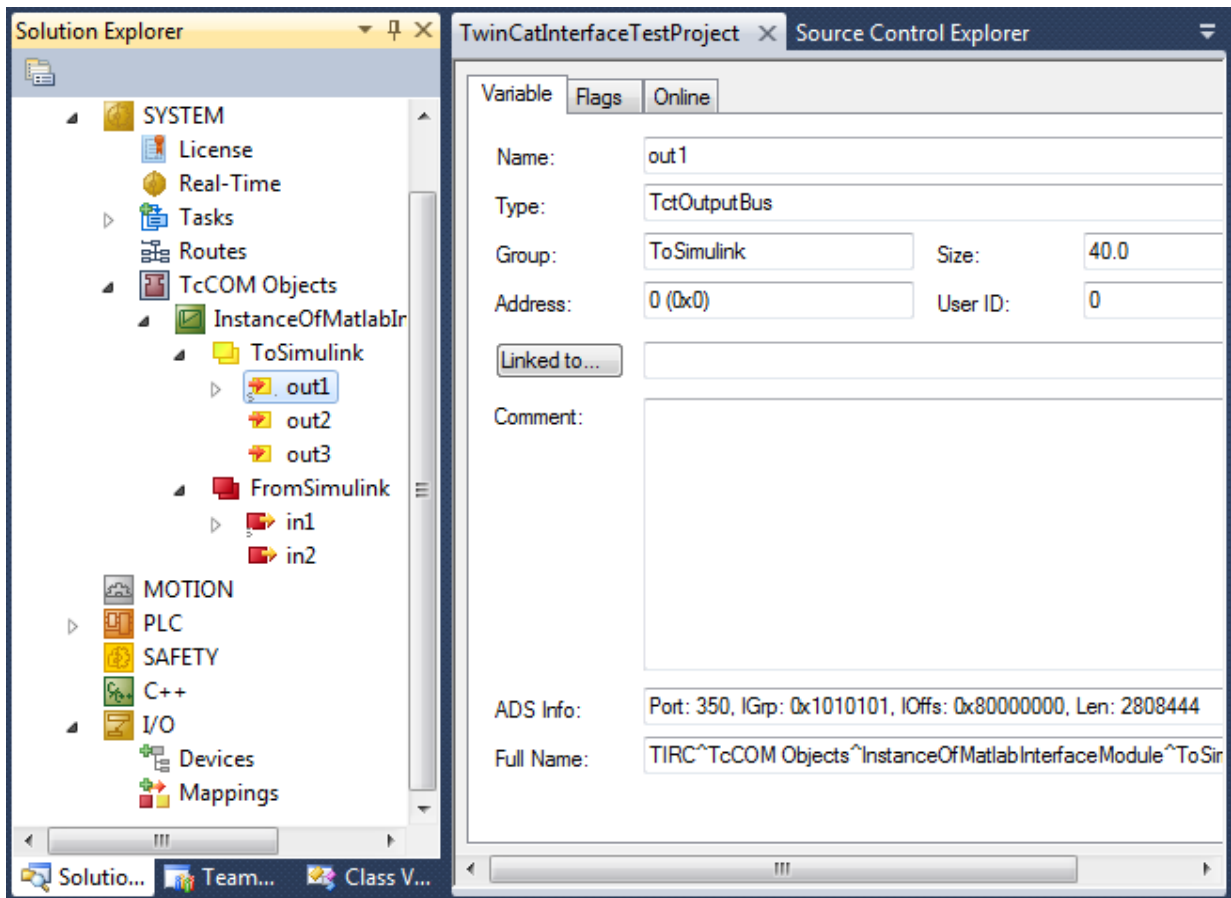 Solution Explorer
SYSTEM
License
Real-Time
Tasks
Routes
TcCOM Objects
InstanceOfMatlabIr
ToSimulink
out1
out2
out3
FromSimulink
in1
in2
MOTION
PLC
SAFETY
C++
I/O
Devices
Mappings
Solutio... Team... Class V...
TwinCatInterfaceTestProject Source Control Explorer
Variable Flags Online
Name: out1
Type: TctOutputBus
Group: ToSimulink Size: 40.0
Address: 0 (0x0) User ID: 0
Linked to...
Comment:
ADS Info: Port: 350, IGrp: 0x1010101, IOffs: 0x80000000, Len: 2808444
Full Name: TIRC^TcCOM Objects^InstanceOfMatlabInterfaceModule^ToSir